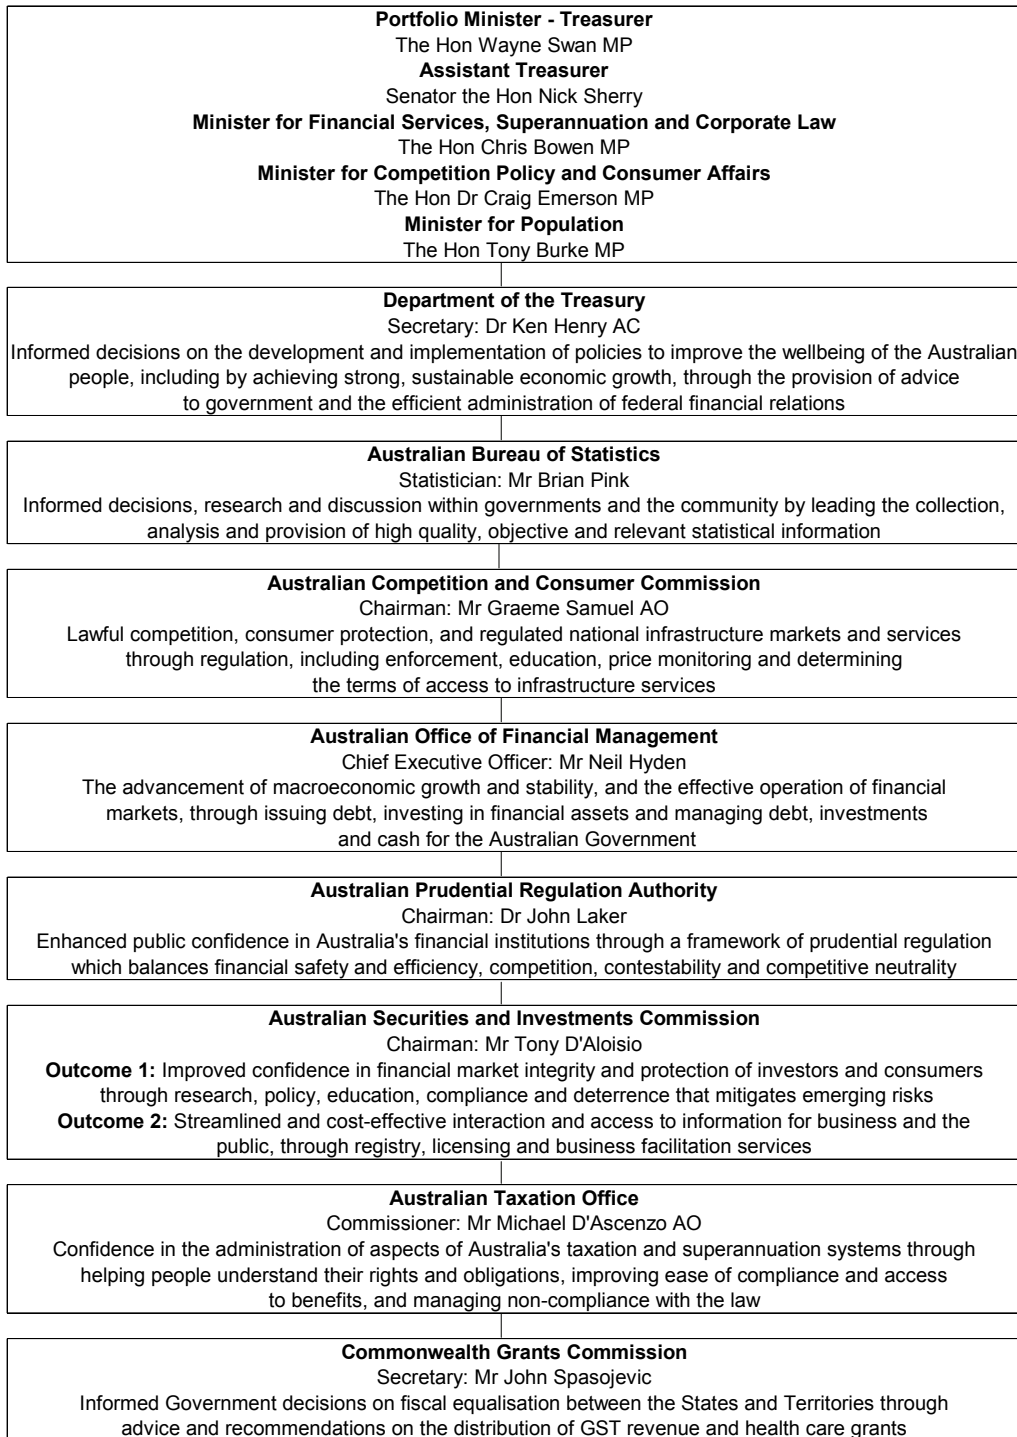 Portfolio Minister - Treasurer
The Hon Wayne Swan MP
Assistant Treasurer
Senator the Hon Nick Sherry
Minister for Financial Services, Superannuation and Corporate Law
The Hon Chris Bowen MP
Minister for Competition Policy and Consumer Affairs
The Hon Dr Craig Emerson MP
Minister for Population
The Hon Tony Burke MP
Department of the Treasury
Secretary: Dr Ken Henry AC
Informed decisions on the development and implementation of policies to improve the wellbeing of the Australian
people, including by achieving strong, sustainable economic growth, through the provision of advice
to government and the efficient administration of federal financial relations
Australian Bureau of Statistics
Statistician: Mr Brian Pink
Informed decisions, research and discussion within governments and the community by leading the collection,
analysis and provision of high quality, objective and relevant statistical information
Australian Competition and Consumer Commission
Chairman: Mr Graeme Samuel AO
Lawful competition, consumer protection, and regulated national infrastructure markets and services
through regulation, including enforcement, education, price monitoring and determining
the terms of access to infrastructure services
Australian Office of Financial Management
Chief Executive Officer: Mr Neil Hyden
The advancement of macroeconomic growth and stability, and the effective operation of financial
markets, through issuing debt, investing in financial assets and managing debt, investments
and cash for the Australian Government
Australian Prudential Regulation Authority
Chairman: Dr John Laker
Enhanced public confidence in Australia's financial institutions through a framework of prudential regulation
which balances financial safety and efficiency, competition, contestability and competitive neutrality
Australian Securities and Investments Commission
Chairman: Mr Tony D'Aloisio
Outcome 1: Improved confidence in financial market integrity and protection of investors and consumers
through research, policy, education, compliance and deterrence that mitigates emerging risks
Outcome 2: Streamlined and cost-effective interaction and access to information for business and the
public, through registry, licensing and business facilitation services
Australian Taxation Office
Commissioner: Mr Michael D'Ascenzo AO
Confidence in the administration of aspects of Australia's taxation and superannuation systems through
helping people understand their rights and obligations, improving ease of compliance and access
to benefits, and managing non-compliance with the law
Commonwealth Grants Commission
Secretary: Mr John Spasojevic
Informed Government decisions on fiscal equalisation between the States and Territories through
advice and recommendations on the distribution of GST revenue and health care grants